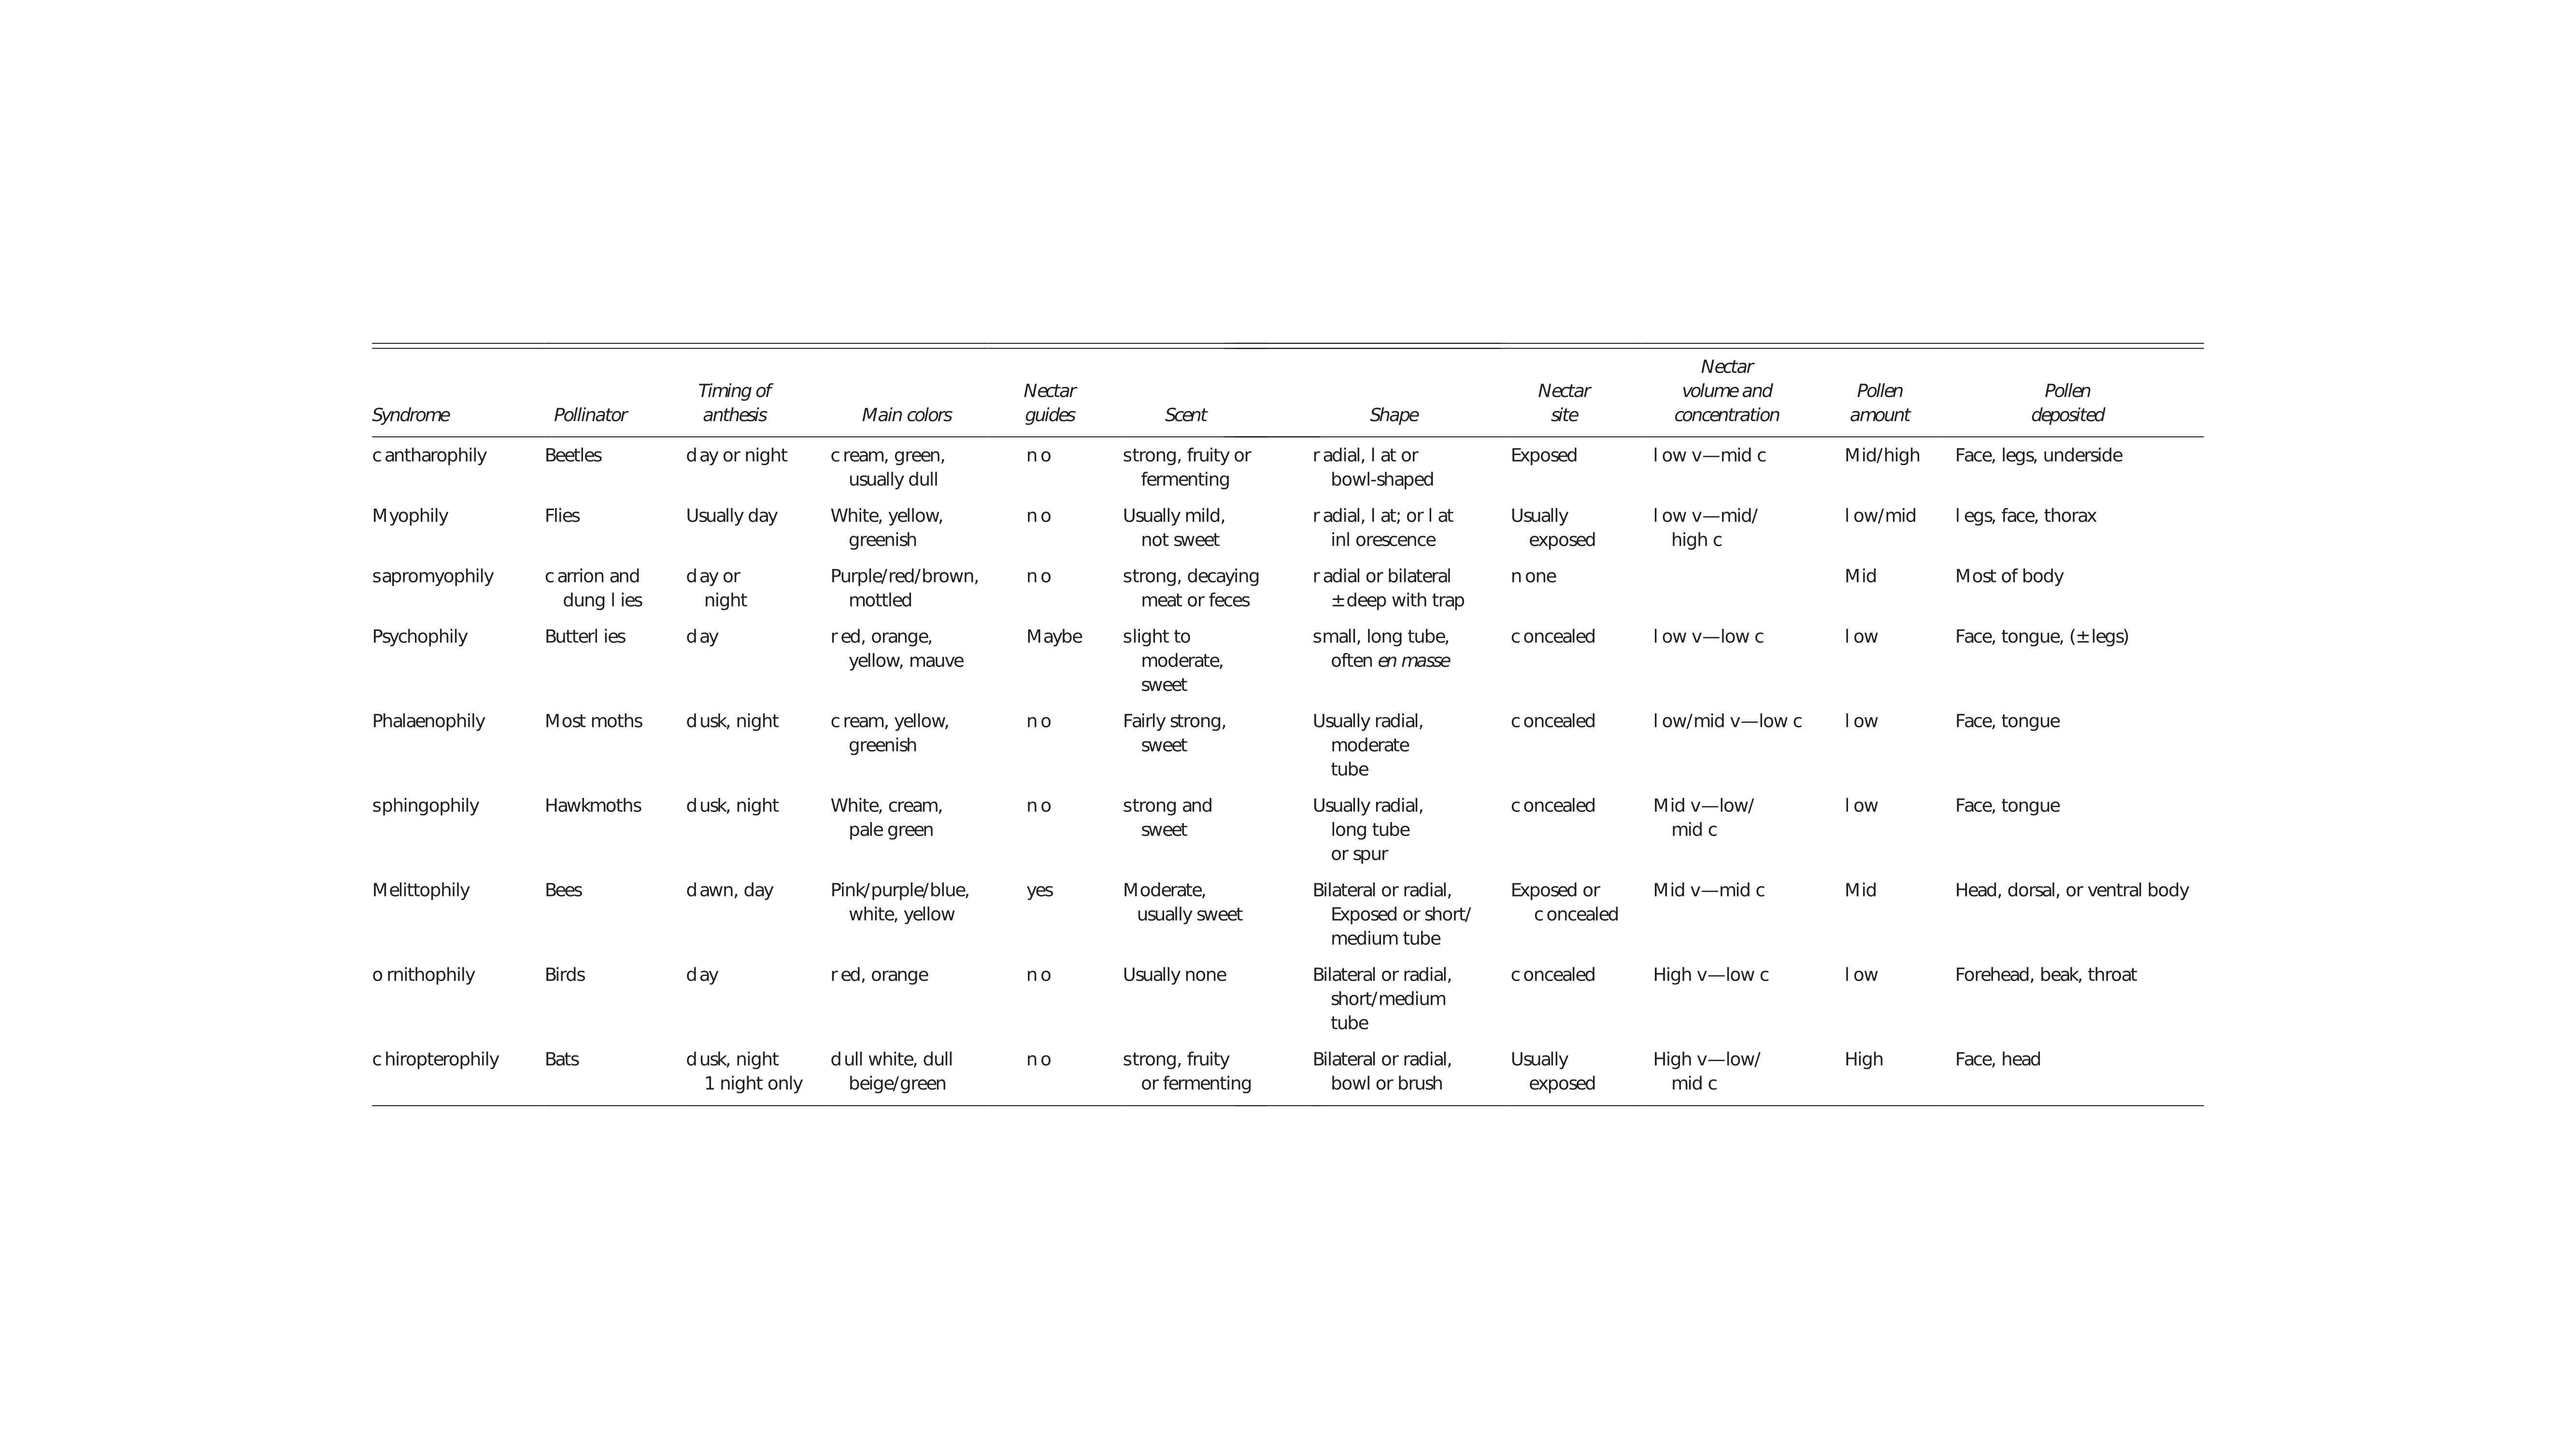 Syndrome Pollinator Timing of anthesis Main colors Nectar guides Scent Shape Nectar site Nectar volume and concentration Pollen amount Pollen deposited
c antharophily Beetles d ay or night c ream, green, n o strong, fruity or r adial, l at or Exposed l ow v—mid c Mid/high Face, legs, underside
usually dull fermenting bowl-shaped
Myophily Flies Usually day White, yellow, n o Usually mild, r adial, l at; or l at Usually l ow v—mid/ l ow/mid l egs, face, thorax
greenish not sweet inl orescence exposed high c
sapromyophily c arrion and d ay or Purple/red/brown, n o strong, decaying r adial or bilateral n one Mid Most of body
dung l ies night mottled meat or feces ± deep with trap
Psychophily Butterl ies d ay r ed, orange, Maybe slight to small, long tube, c oncealed l ow v—low c l ow Face, tongue, (± legs)
yellow, mauve moderate, often en masse
sweet
Phalaenophily Most moths d usk, night c ream, yellow, n o Fairly strong, Usually radial, c oncealed l ow/mid v—low c l ow Face, tongue
greenish sweet moderate
tube
sphingophily Hawkmoths d usk, night White, cream, n o strong and Usually radial, c oncealed Mid v—low/ l ow Face, tongue
pale green sweet long tube mid c
or spur
Melittophily Bees d awn, day Pink/purple/blue, yes Moderate, Bilateral or radial, Exposed or Mid v—mid c Mid Head, dorsal, or ventral body
white, yellow usually sweet Exposed or short/ c oncealed
medium tube
o rnithophily Birds d ay r ed, orange n o Usually none Bilateral or radial, c oncealed High v—low c l ow Forehead, beak, throat
short/medium
tube
c hiropterophily Bats d usk, night d ull white, dull n o strong, fruity Bilateral or radial, Usually High v—low/ High Face, head
1 night only beige/green or fermenting bowl or brush exposed mid c